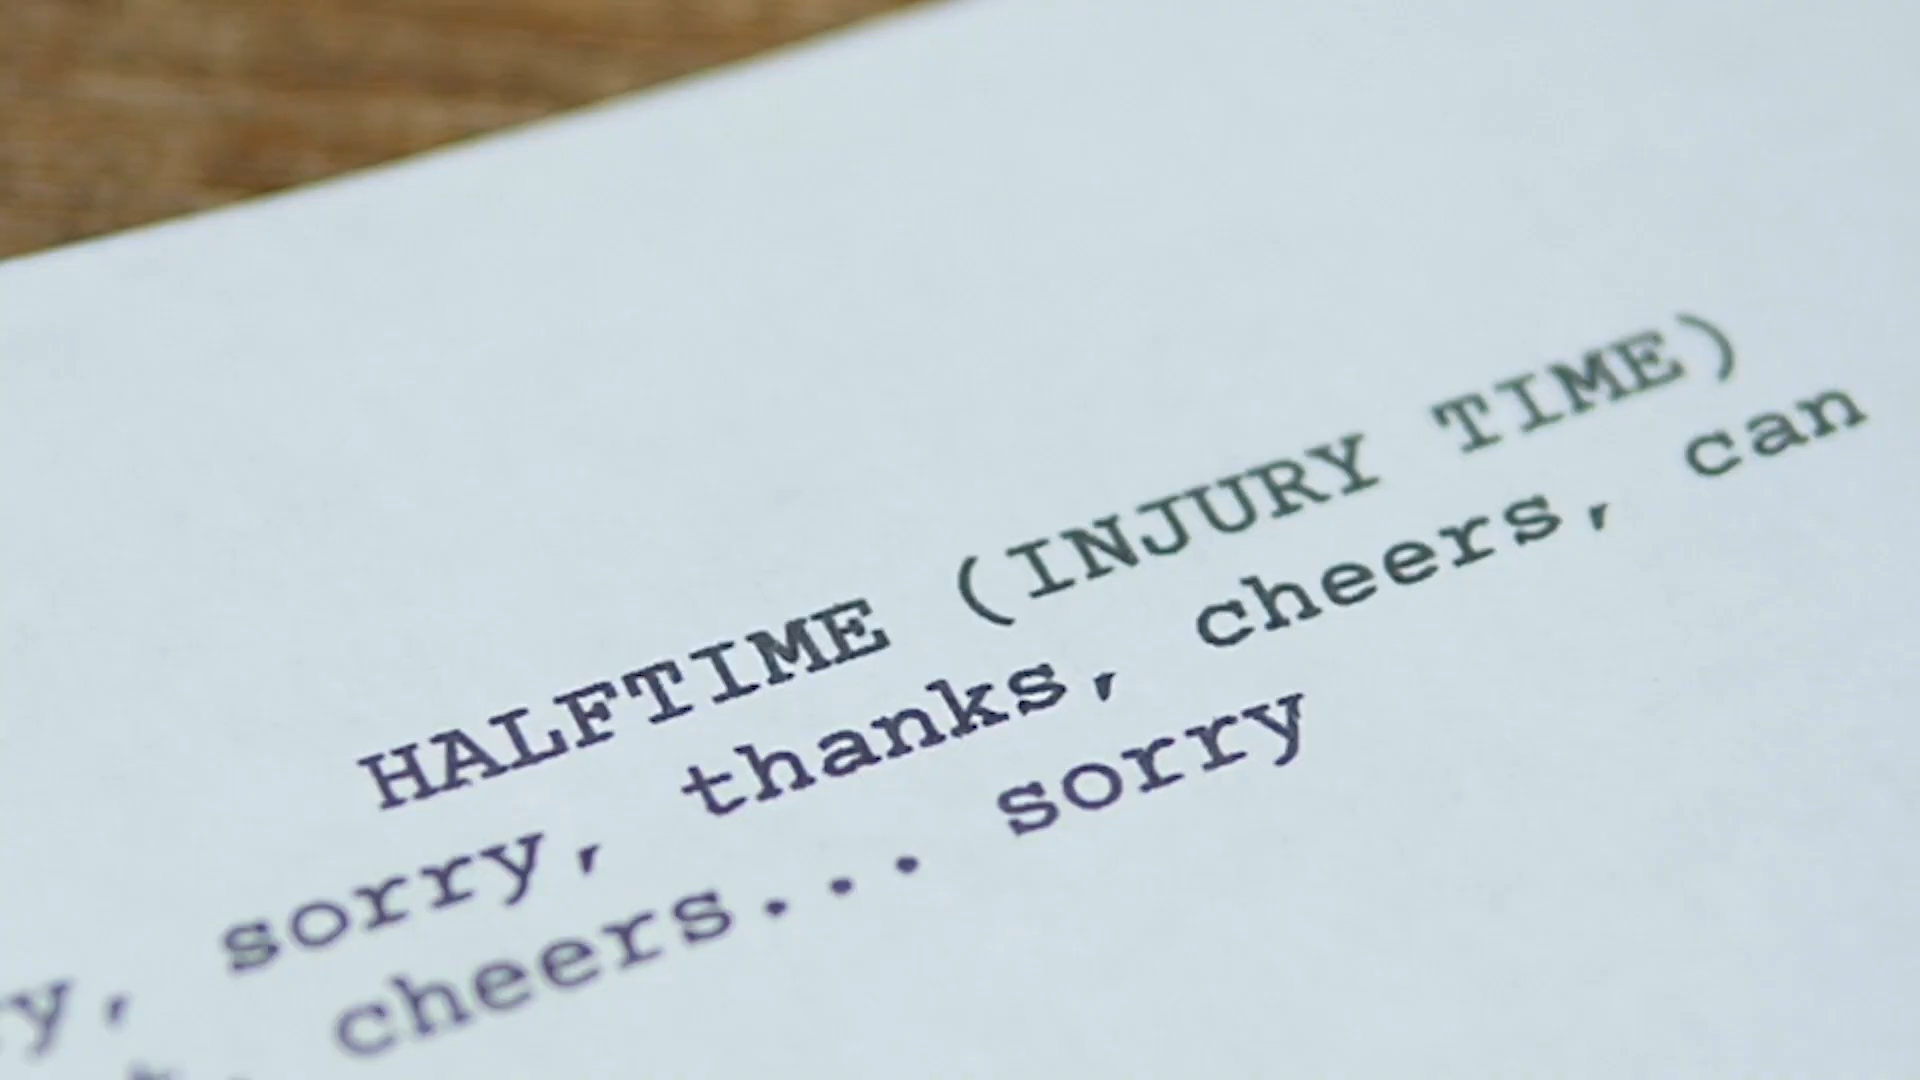 HALFTIME (INJURY TIME)
sorry, thanks, cheers, can
cheers... sorry